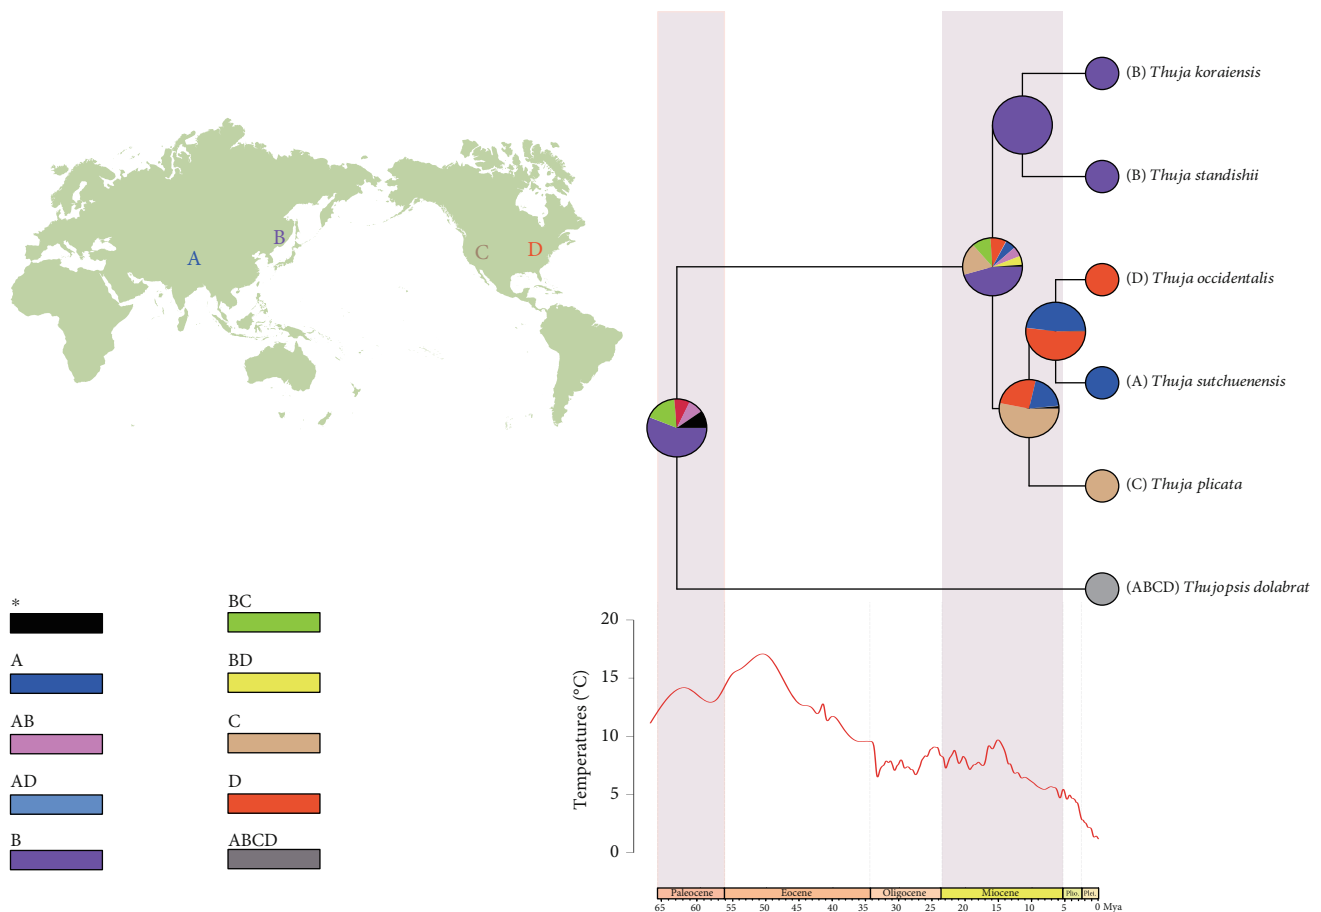 A
B
C
D
(B) Thuja koraiensis
(B) Thuja standishii
(D) Thuja occidentalis
(A) Thuja sutchuenensis
(C) Thuja plicata
(ABCD) Thujopsis dolabrat
*
A
AB
AD
B
BC
BD
C
D
ABCD
Temperatures (°C)
20
15
10
5
0
Paleocene Eocene Oligocene Miocene Plio. Plei.
65 60 55 50 45 40 35 30 25 20 15 10 5 0 Mya